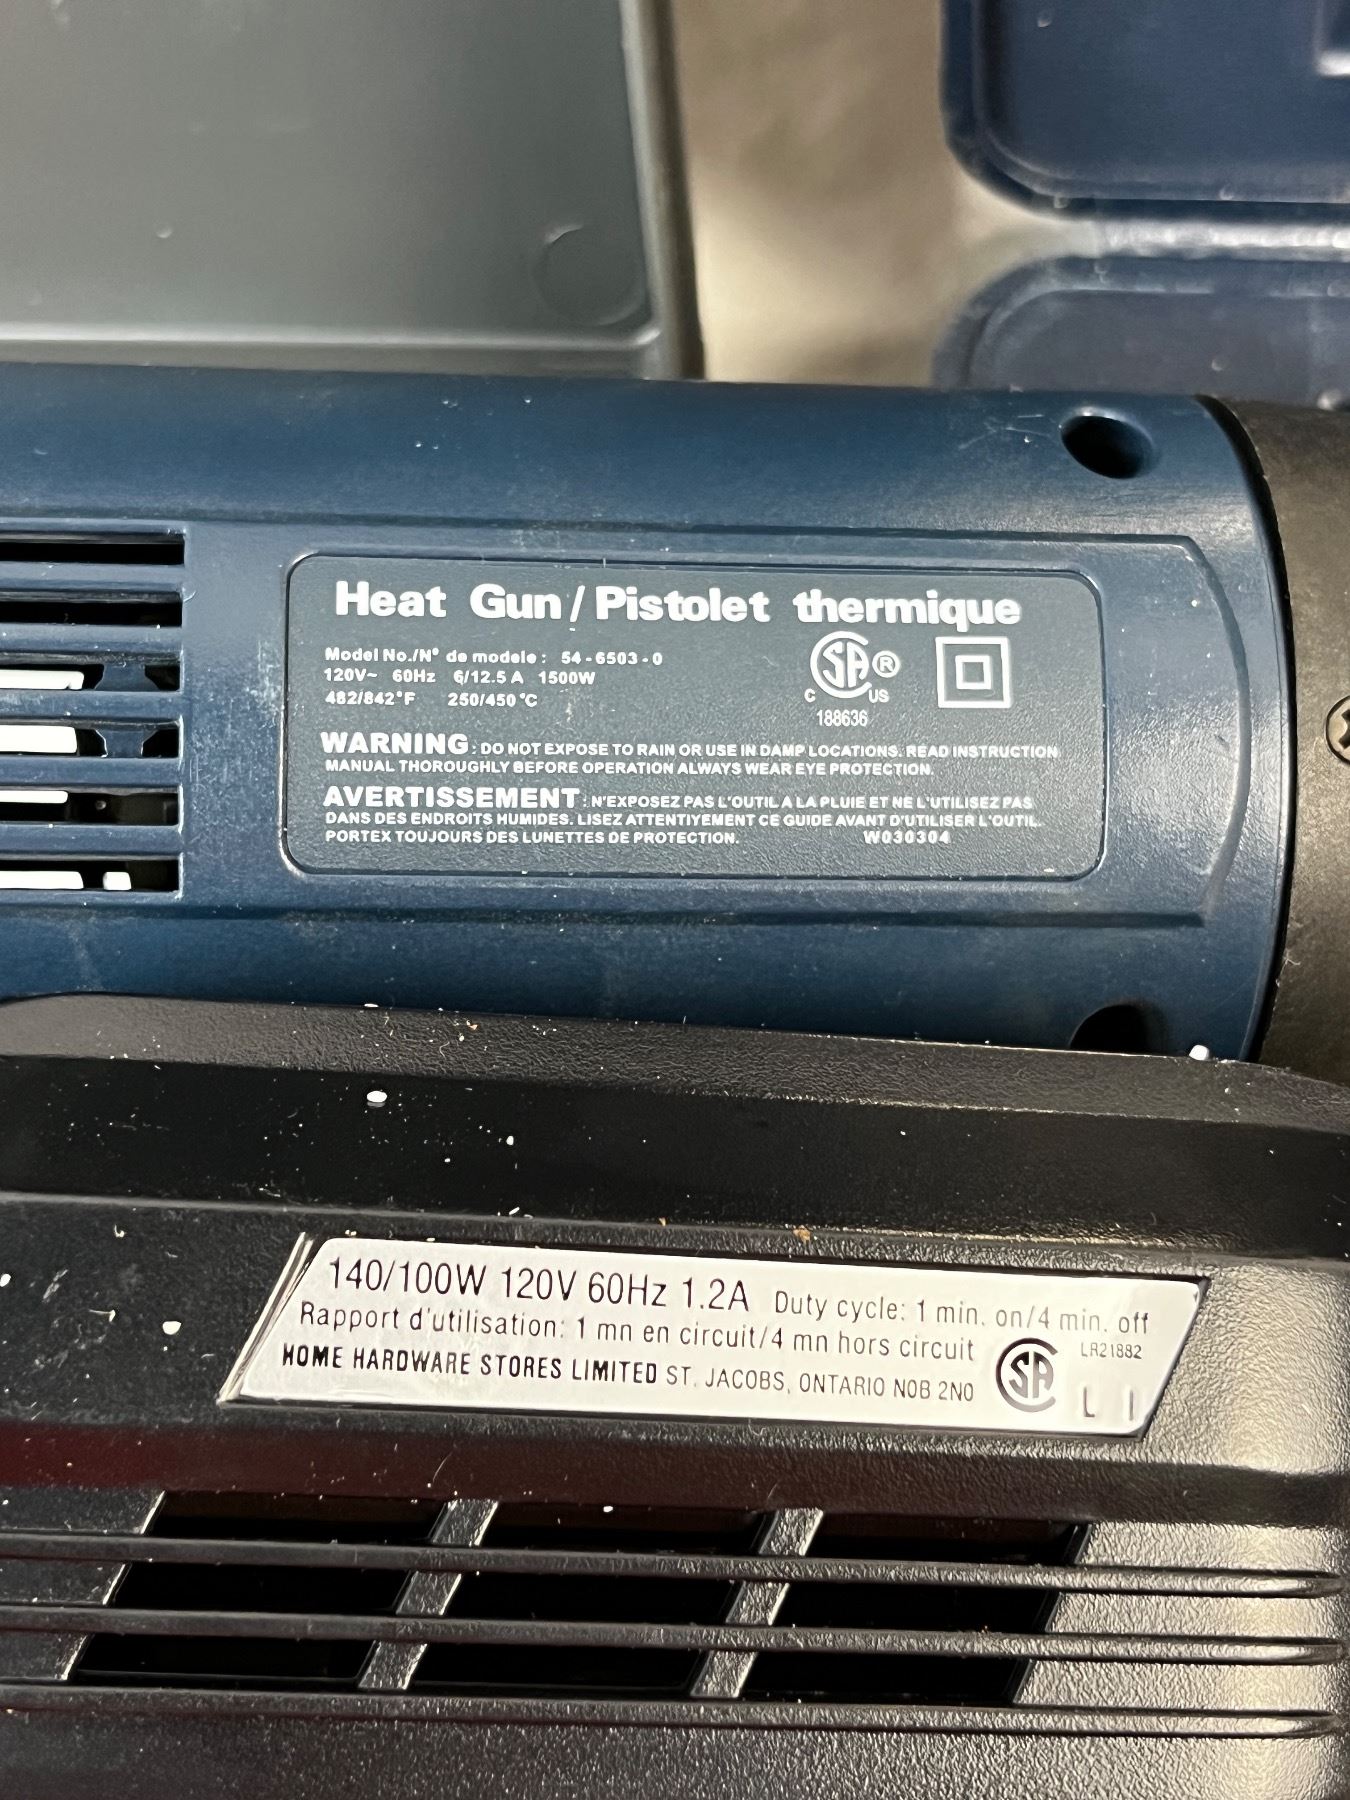 Heat Gun / Pistolet thermique
Model No./Nº de modele : 54-6503-0
120V~ 60Hz 6/12.5 A 1500W
482/842°F 250/450°C
SA ®
C US
188636
WARNING: DO NOT EXPOSE TO RAIN OR USE IN DAMP LOCATIONS. READ INSTRUCTION
MANUAL THOROUGHLY BEFORE OPERATION ALWAYS WEAR EYE PROTECTION.
AVERTISSEMENT: N'EXPOSEZ PAS L'OUTIL A LA PLUIE ET NE L'UTILISEZ PAS
DANS DES ENDROITS HUMIDES. LISEZ ATTENTIYEMENT CE GUIDE AVANT D'UTILISER L'OUTIL.
PORTEX TOUJOURS DES LUNETTES DE PROTECTION. W030304
140/100W 120V 60Hz 1.2A Duty cycle: 1 min. on/4 min. off
Rapport d'utilisation: 1 mn en circuit/4 mn hors circuit
LR21882
HOME HARDWARE STORES LIMITED ST. JACOBS, ONTARIO N0B 2N0
SA
L I